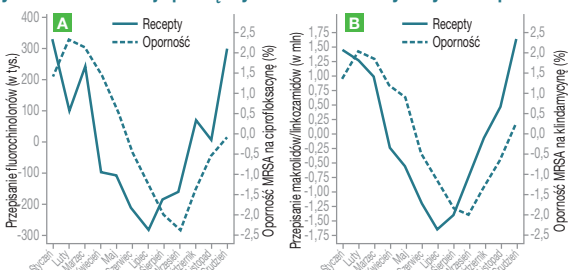 A
Recepty
Oporność
Przepisanie fluorochinolonów (w tys.)
400
300
200
100
0
-100
-200
-300
2,5
2,0
1,5
1,0
0,5
-0,0
-0,5
-1,0
-1,5
-2,0
-2,5
Oporność MRSA na ciprofloksacynę (%)
Styczeń
Luty
Marzec
Kwiecień
Maj
Czerwiec
Lipiec
Sierpień
Wrzesień
Październik
Listopad
Grudzień
B
Recepty
Oporność
Przepisanie makrolidów/linkozamidów (w mln)
1,75
1,50
1,25
1,00
0,75
0,50
0,25
0,00
-0,25
-0,50
-0,75
-1,00
-1,25
-1,50
-1,75
2,5
2,0
1,5
1,0
0,5
-0,0
-0,5
-1,0
-1,5
-2,0
-2,5
Oporność MRSA na klindamycynę (%)
Styczeń
Luty
Marzec
Kwiecień
Maj
Czerwiec
Lipiec
Sierpień
Wrzesień
Październik
Listopad
Grudzień